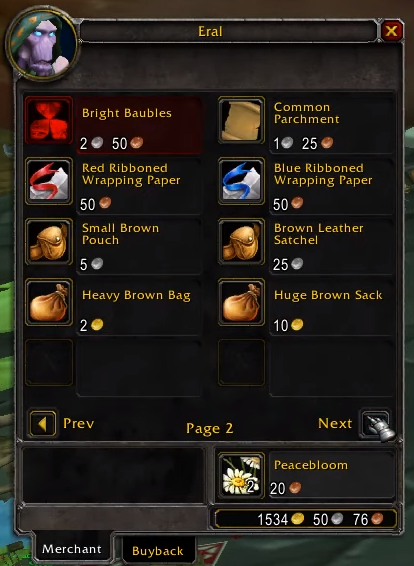 Eral
Bright Baubles
2 50
Common
Parchment
1 25
Red Ribboned
Wrapping Paper
50
Blue Ribboned
Wrapping Paper
50
Small Brown
Pouch
5
Brown Leather
Satchel
25
Heavy Brown Bag
2
Huge Brown Sack
10
Prev
Page 2
Next
2
Peacebloom
20
1534 50 76
Merchant
Buyback